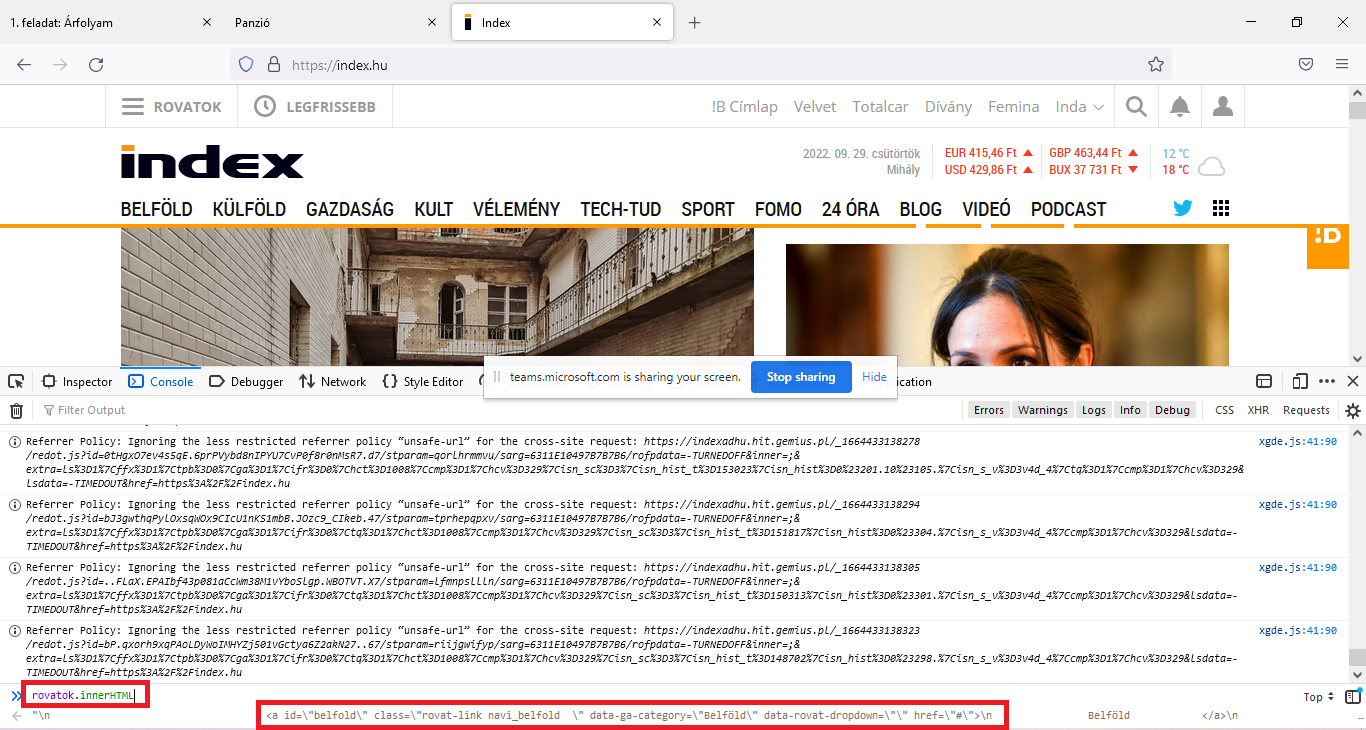 1. feladat: Árfolyam
Panzió
Index
https://index.hu
ROVATOK
LEGFRISSEBB
!B Címlap Velvet Totalcar Dívány Femina Inda
index
2022. 09. 29. csütörtök
Mihály
EUR 415,46 Ft
USD 429,86 Ft
GBP 463,44 Ft
BUX 37 731 Ft
12 °C
18 °C
BELFÖLD KÜLFÖLD GAZDASÁG KULT VÉLEMÉNY TECH-TUD SPORT FOMO 24 ÓRA BLOG VIDEÓ PODCAST
!B
teams.microsoft.com is sharing your screen. Stop sharing Hide
Inspector Console Debugger Network Style Editor
Filter Output
Errors Warnings Logs Info Debug CSS XHR Requests
Referrer Policy: Ignoring the less restricted referrer policy “unsafe-url” for the cross-site request: https://indexadhu.hit.gemius.pl/_1664433138278 xgde.js:41:90
/redot.js?id=0tHgxO7ev4s5qE.6prPVybd8nIPYU7CvP0f8r0nMsR7.d7/stparam=qorlhrmmvu/sarg=6311E10497B7B7B6/rofpdata=-TURNEDOFF&inner=;&
extra=ls%3D1%7Cffx%3D1%7Ctpb%3D0%7Cga%3D1%7Cifr%3D0%7Ctq%3D1%7Chct%3D1008%7Ccmp%3D1%7Chcv%3D329%7Cisn_sc%3D3%7Cisn_hist_t%3D153023%7Cisn_hist%3D0%23201.10%23105.%7Cisn_s_v%3D3v4d_4%7Ctq%3D1%7Ccmp%3D1%7Chcv%3D329&
lsdata=-TIMEDOUT&href=https%3A%2F%2Findex.hu
Referrer Policy: Ignoring the less restricted referrer policy “unsafe-url” for the cross-site request: https://indexadhu.hit.gemius.pl/_1664433138294 xgde.js:41:90
/redot.js?id=bJ3gwthqPylOxsqWOx9CIcU1nKS1mbB.JOzc9_CIkeb.47/stparam=tprhepqpxv/sarg=6311E10497B7B7B6/rofpdata=-TURNEDOFF&inner=;&
extra=ls%3D1%7Cffx%3D1%7Ctpb%3D0%7Cga%3D1%7Cifr%3D0%7Ctq%3D1%7Chct%3D1008%7Ccmp%3D1%7Chcv%3D329%7Cisn_sc%3D3%7Cisn_hist_t%3D151817%7Cisn_hist%3D0%23304.%7Cisn_s_v%3D3v4d_4%7Ccmp%3D1%7Chcv%3D329&lsdata=-
TIMEDOUT&href=https%3A%2F%2Findex.hu
Referrer Policy: Ignoring the less restricted referrer policy “unsafe-url” for the cross-site request: https://indexadhu.hit.gemius.pl/_1664433138305 xgde.js:41:90
/redot.js?id=..FLaX.EPAIbf43p081aCcWm38M1vYboSlgp.WBOTVT.X7/stparam=lfmnpsllln/sarg=6311E10497B7B7B6/rofpdata=-TURNEDOFF&inner=;&
extra=ls%3D1%7Cffx%3D1%7Ctpb%3D0%7Cga%3D1%7Cifr%3D0%7Ctq%3D1%7Chct%3D1008%7Ccmp%3D1%7Chcv%3D329%7Cisn_sc%3D3%7Cisn_hist_t%3D150313%7Cisn_hist%3D0%23301.%7Cisn_s_v%3D3v4d_4%7Ccmp%3D1%7Chcv%3D329&lsdata=-
TIMEDOUT&href=https%3A%2F%2Findex.hu
Referrer Policy: Ignoring the less restricted referrer policy “unsafe-url” for the cross-site request: https://indexadhu.hit.gemius.pl/_1664433138323 xgde.js:41:90
/redot.js?id=bP.qxorh9xqPAoLDyWoIMHYZj501vGctya6Z2akN27..67/stparam=riijgwifyp/sarg=6311E10497B7B7B6/rofpdata=-TURNEDOFF&inner=;&
extra=ls%3D1%7Cffx%3D1%7Ctpb%3D0%7Cga%3D1%7Cifr%3D0%7Ctq%3D1%7Chct%3D1008%7Ccmp%3D1%7Chcv%3D329%7Cisn_sc%3D3%7Cisn_hist_t%3D148702%7Cisn_hist%3D0%23298.%7Cisn_s_v%3D3v4d_4%7Ccmp%3D1%7Chcv%3D329&lsdata=-
TIMEDOUT&href=https%3A%2F%2Findex.hu
rovatok.innerHTML Top
"\n <a id=\"belfold\" class=\"rovat-link navi_belfold \" data-ga-category=\"Belföld\" data-rovat-dropdown=\"\" href=\"#\">\n Belföld </a>\n